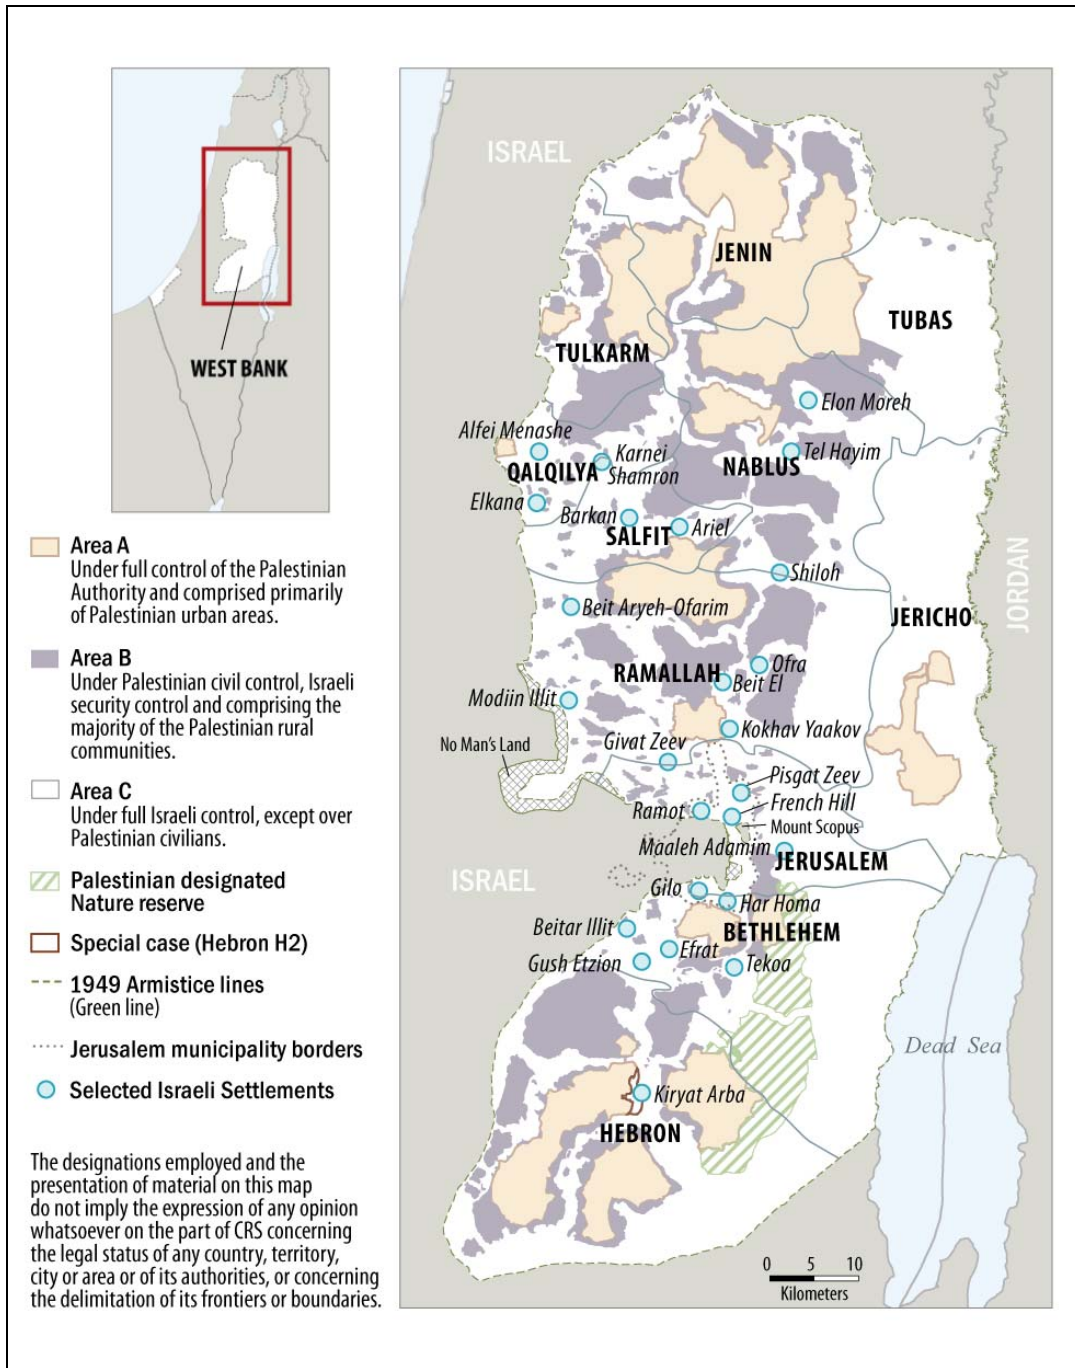 WEST BANK
Area A
Under full control of the Palestinian
Authority and comprised primarily
of Palestinian urban areas.
Area B
Under Palestinian civil control, Israeli
security control and comprising the
majority of the Palestinian rural
communities.
Area C
Under full Israeli control, except over
Palestinian civilians.
Palestinian designated
Nature reserve
Special case (Hebron H2)
1949 Armistice lines
(Green line)
Jerusalem municipality borders
Selected Israeli Settlements
The designations employed and the
presentation of material on this map
do not imply the expression of any opinion
whatsoever on the part of CRS concerning
the legal status of any country, territory,
city or area or of its authorities, or concerning
the delimitation of its frontiers or boundaries.
ISRAEL
JENIN
TUBAS
TULKARM
Elon Moreh
Alfei Menashe
Tel Hayim
Karnei
Shamron
NABLUS
QALQILYA
Elkana
Barkan
Ariel
SALFIT
Shiloh
JORDAN
Beit Aryeh-Ofarim
JERICHO
Ofra
RAMALLAH
Beit El
Modiin Illit
Kokhav Yaakov
No Man's Land
Givat Zeev
Pisgat Zeev
French Hill
Ramot
Mount Scopus
Maaleh Adamim
JERUSALEM
ISRAEL
Gilo
Har Homa
Beitar Illit
BETHLEHEM
Efrat
Gush Etzion
Tekoa
Dead Sea
Kiryat Arba
HEBRON
0 5 10
Kilometers